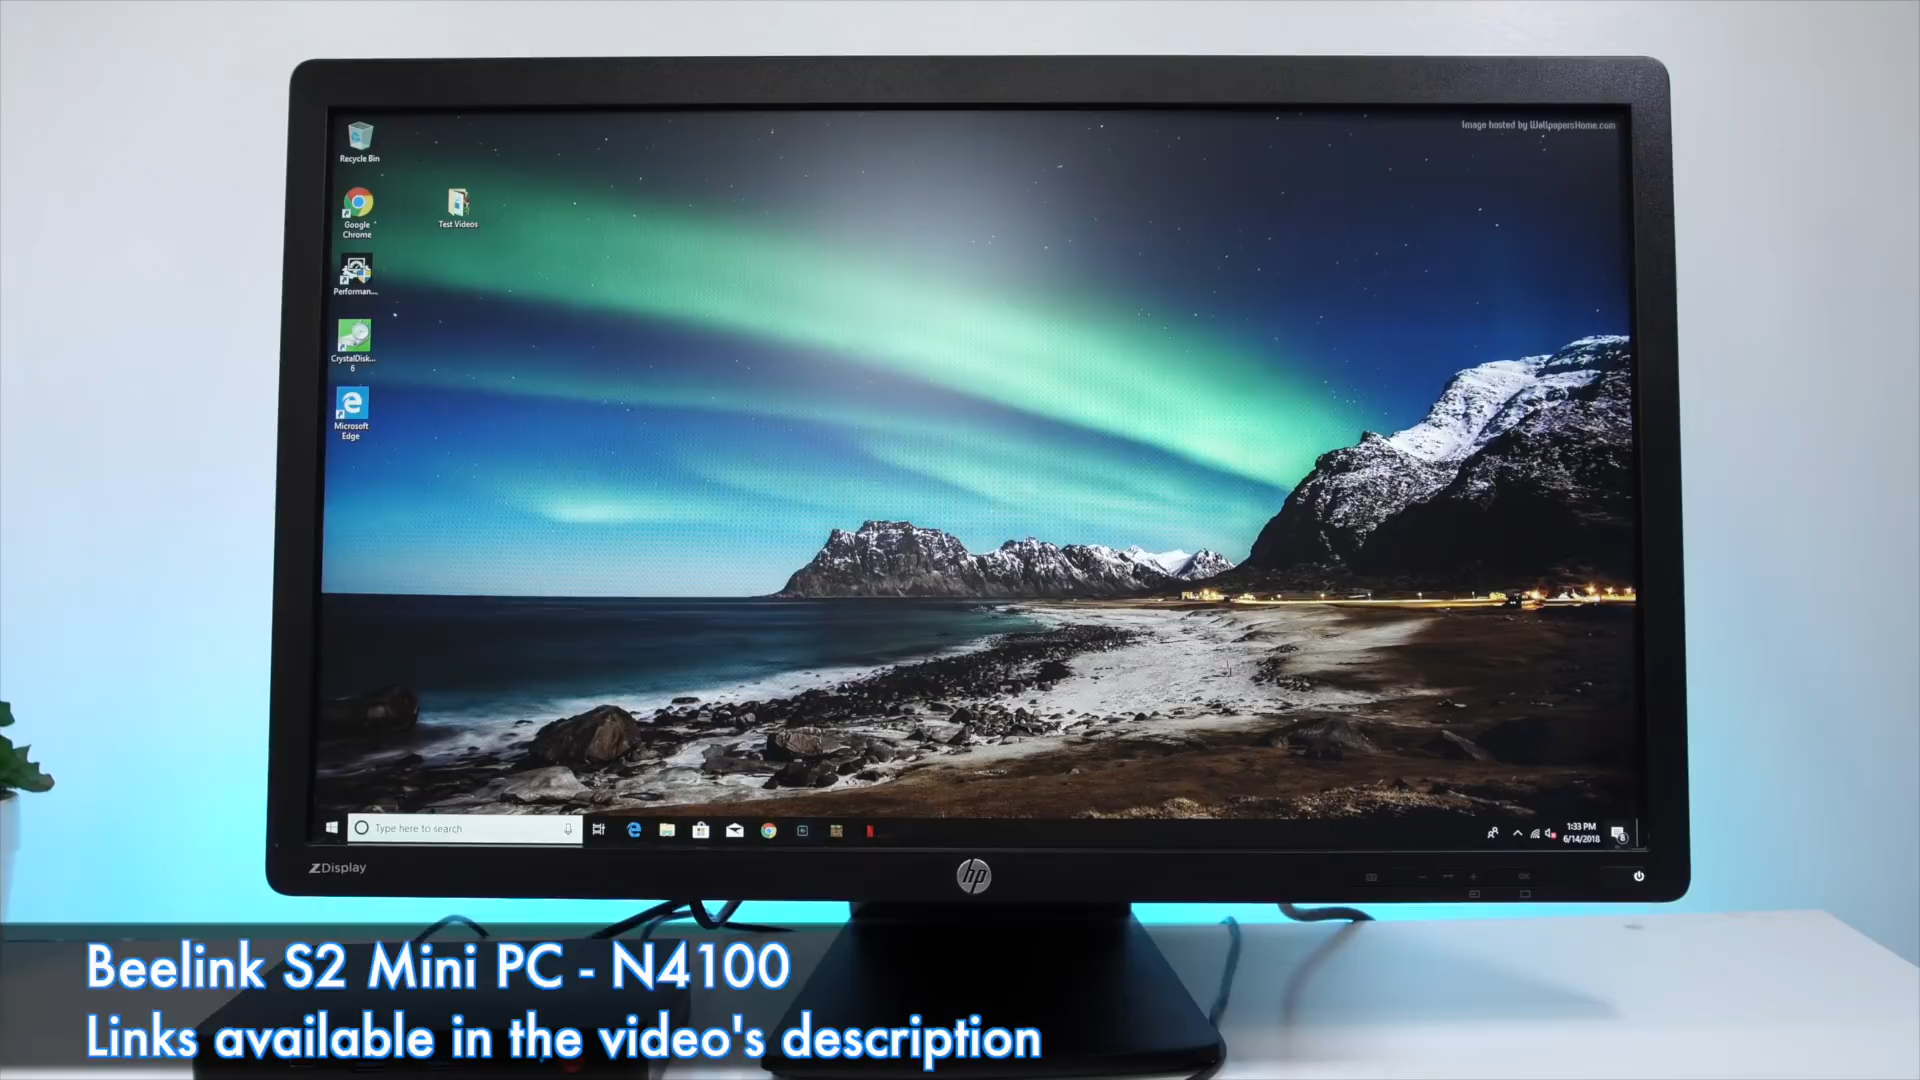 Image hosted by WallpapersHome.com
Recycle Bin
Google
Chrome
Test Videos
Performan...
CrystalDisk...
6
Microsoft
Edge
Type here to search
1:33 PM
6/14/2018
8
ZDisplay
hp
OK
Beelink S2 Mini PC - N4100
Links available in the video's description